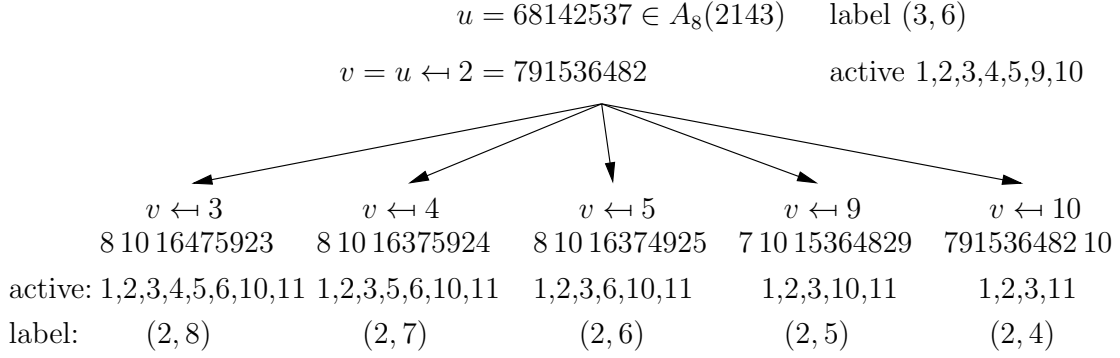 u = 68142537 ∈ A₈(2143) label (3, 6)
v = u ↤ 2 = 791536482 active 1,2,3,4,5,9,10
v ↤ 3 v ↤ 4 v ↤ 5 v ↤ 9 v ↤ 10
8 10 16475923 8 10 16375924 8 10 16374925 7 10 15364829 791536482 10
active: 1,2,3,4,5,6,10,11 1,2,3,5,6,10,11 1,2,3,6,10,11 1,2,3,10,11 1,2,3,11
label: (2, 8) (2, 7) (2, 6) (2, 5) (2, 4)